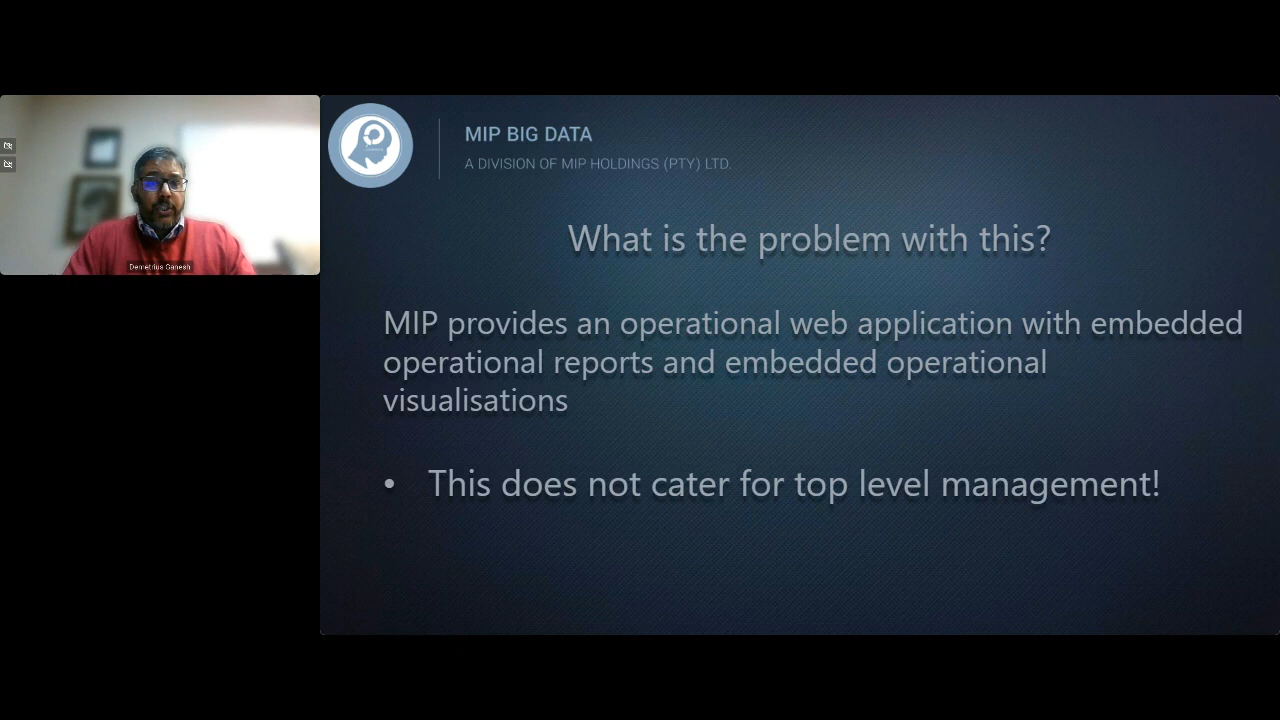 MIP BIG DATA
A DIVISION OF MIP HOLDINGS (PTY) LTD.
Demetrius Ganesh
What is the problem with this?
MIP provides an operational web application with embedded
operational reports and embedded operational
visualisations
• This does not cater for top level management!